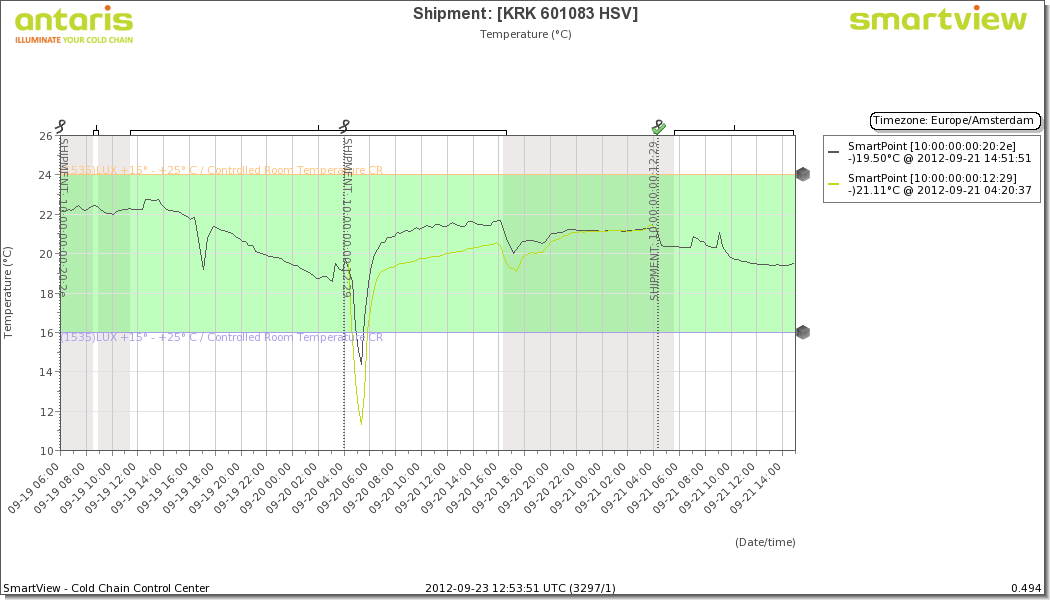 antaris
ILLUMINATE YOUR COLD CHAIN
Shipment: [KRK 601083 HSV]
Temperature (°C)
smartview
Timezone: Europe/Amsterdam
SmartPoint [10:00:00:00:20:2e]
-)19.50°C @ 2012-09-21 14:51:51
SmartPoint [10:00:00:00:12:29]
-)21.11°C @ 2012-09-21 04:20:37
(1535)LUX +15° - +25° C / Controlled Room Temperature CR
(1535)LUX +15° - +25° C / Controlled Room Temperature CR
SHIPMENT: 10:00:00:00:20:2e
SHIPMENT: 10:00:00:00:12:29
SHIPMENT: 10:00:00:00:12:29
Temperature (°C)
26
24
22
20
18
16
14
12
10
09-19 06:00
09-19 08:00
09-19 10:00
09-19 12:00
09-19 14:00
09-19 16:00
09-19 18:00
09-19 20:00
09-19 22:00
09-20 00:00
09-20 02:00
09-20 04:00
09-20 06:00
09-20 08:00
09-20 10:00
09-20 12:00
09-20 14:00
09-20 16:00
09-20 18:00
09-20 20:00
09-20 22:00
09-21 00:00
09-21 02:00
09-21 04:00
09-21 06:00
09-21 08:00
09-21 10:00
09-21 12:00
09-21 14:00
(Date/time)
SmartView - Cold Chain Control Center
2012-09-23 12:53:51 UTC (3297/1)
0.494